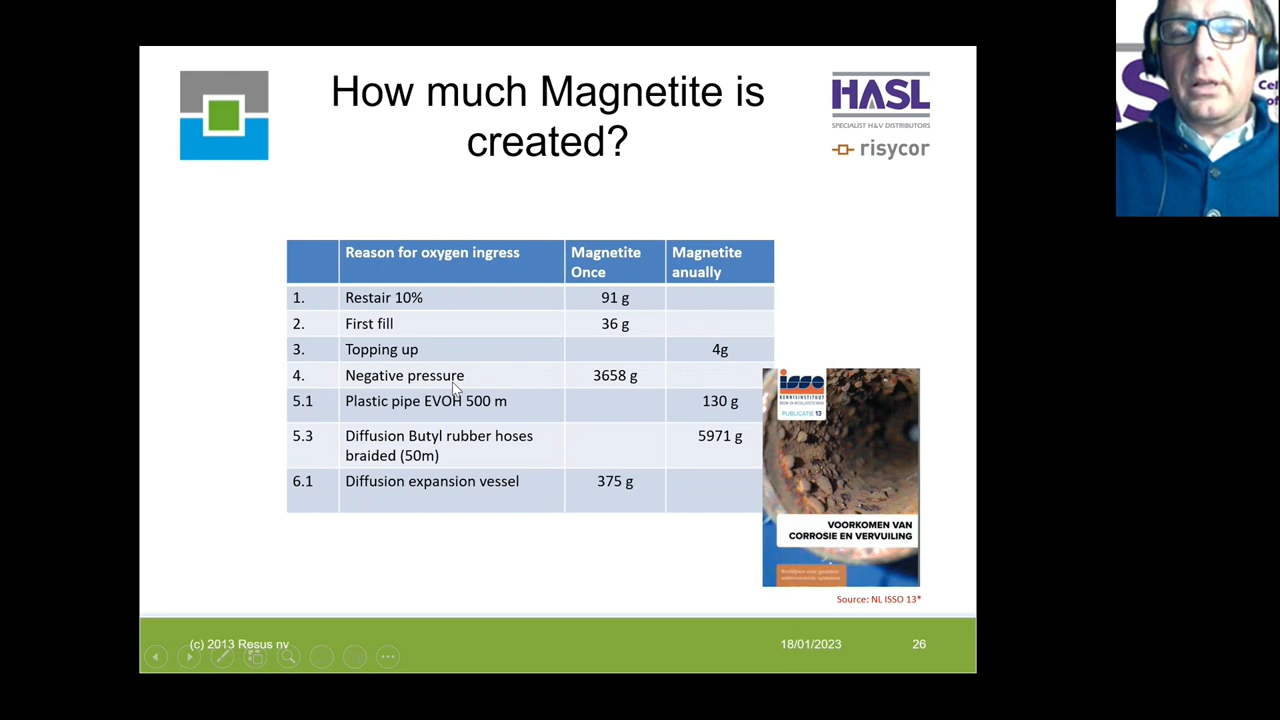 How much Magnetite is
created?
HASL
SPECIALIST H&V DISTRIBUTORS
risycor
Reason for oxygen ingress
Magnetite
Once
Magnetite
anually
1. Restair 10% 91 g
2. First fill 36 g
3. Topping up 4g
4. Negative pressure 3658 g
5.1 Plastic pipe EVOH 500 m 130 g
5.3 Diffusion Butyl rubber hoses 5971 g
braided (50m)
6.1 Diffusion expansion vessel 375 g
isso
KENNISINSTITUUT
PUBLICATIE 13
VOORKOMEN VAN
CORROSIE EN VERVUILING
Source: NL ISSO 13*
(c) 2013 Resus nv
18/01/2023
26